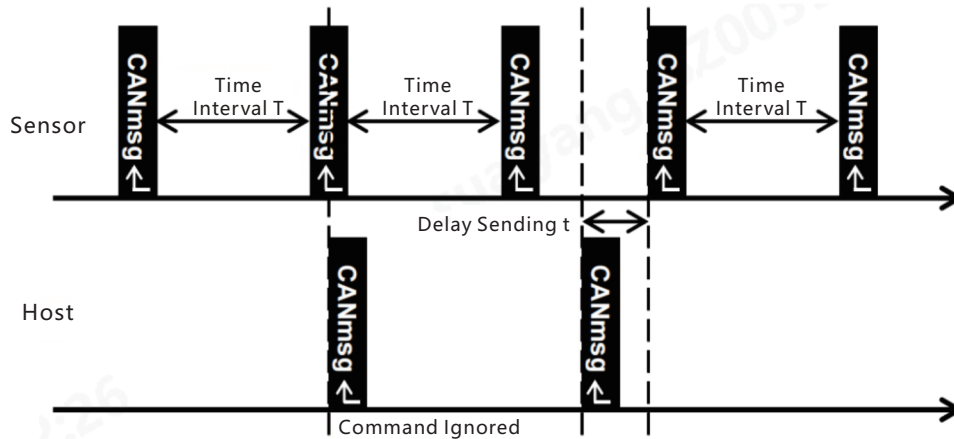 CANmsg↵
CANmsg↵
CANmsg↵
CANmsg↵
CANmsg↵
Time
Interval T
Time
Interval T
Time
Interval T
Sensor
Delay Sending t
Host
CANmsg↵
CANmsg↵
Command Ignored